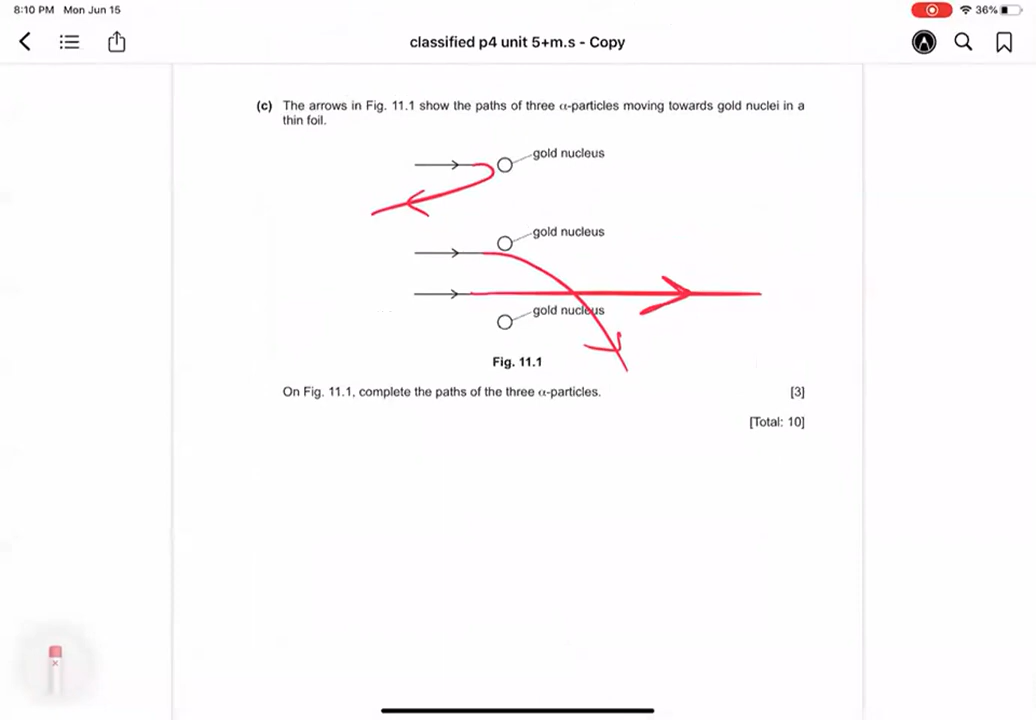 8:10 PM Mon Jun 15
36%
classified p4 unit 5+m.s - Copy
(c) The arrows in Fig. 11.1 show the paths of three α-particles moving towards gold nuclei in a
thin foil.
gold nucleus
gold nucleus
gold nucleus
Fig. 11.1
On Fig. 11.1, complete the paths of the three α-particles. [3]
[Total: 10]